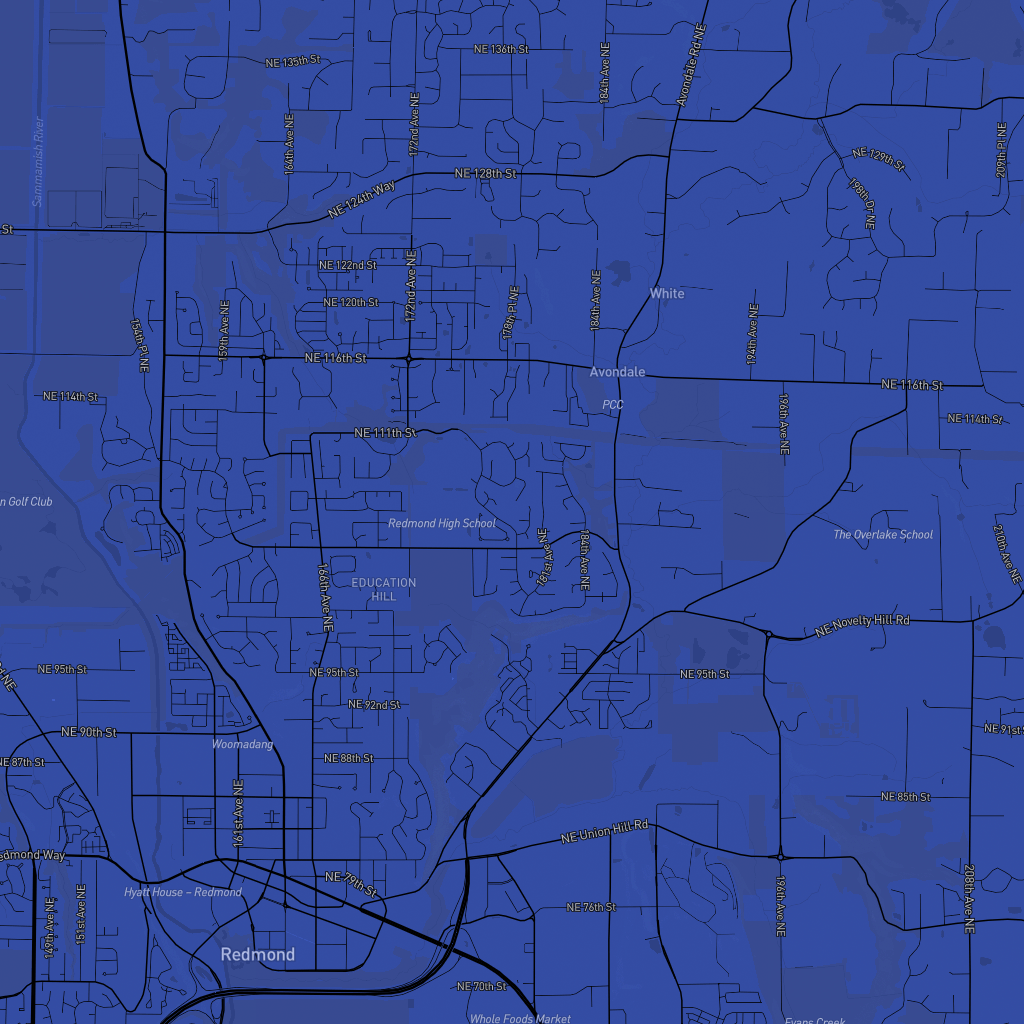 NE 136th St
NE 135th St
184th Ave NE
Avondale Rd NE
172nd Ave NE
164th Ave NE
Sammamish River
209th Pl NE
NE 129th St
NE 128th St
NE 124th Way
198th Dr NE
St
NE 122nd St
172nd Ave NE
White
NE 120th St
178th Pl NE
184th Ave NE
159th Ave NE
154th Pl NE
194th Ave NE
NE 116th St
Avondale
NE 116th St
NE 114th St
PCC
196th Ave NE
NE 114th St
NE 111th St
n Golf Club
Redmond High School
The Overlake School
181st Ave NE
184th Ave NE
210th Ave NE
166th Ave NE
EDUCATION
HILL
NE Novelty Hill Rd
NE 95th St
NE 95th St
NE 95th St
d NE
NE 92nd St
NE 90th St
NE 91st S
Woomadang
NE 88th St
NE 87th St
NE 85th St
161st Ave NE
NE Union Hill Rd
edmond Way
NE 79th St
Hyatt House – Redmond
196th Ave NE
208th Ave NE
149th Ave NE
151st Ave NE
NE 76th St
Redmond
NE 70th St
Whole Foods Market
Evans Creek